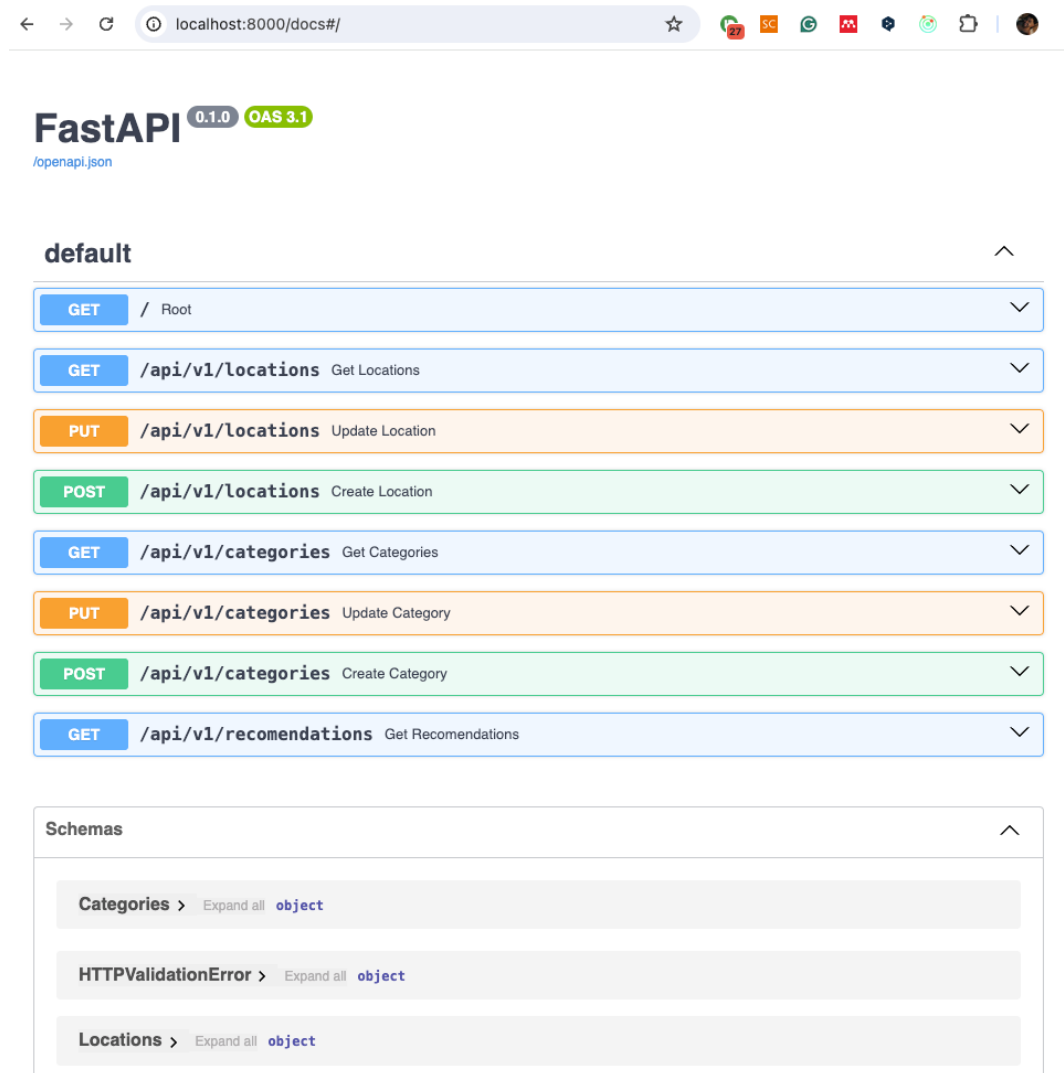 localhost:8000/docs#/
27
SC
FastAPI 0.1.0 OAS 3.1
/openapi.json
default
GET / Root
GET /api/v1/locations Get Locations
PUT /api/v1/locations Update Location
POST /api/v1/locations Create Location
GET /api/v1/categories Get Categories
PUT /api/v1/categories Update Category
POST /api/v1/categories Create Category
GET /api/v1/recomendations Get Recomendations
Schemas
Categories Expand all object
HTTPValidationError Expand all object
Locations Expand all object